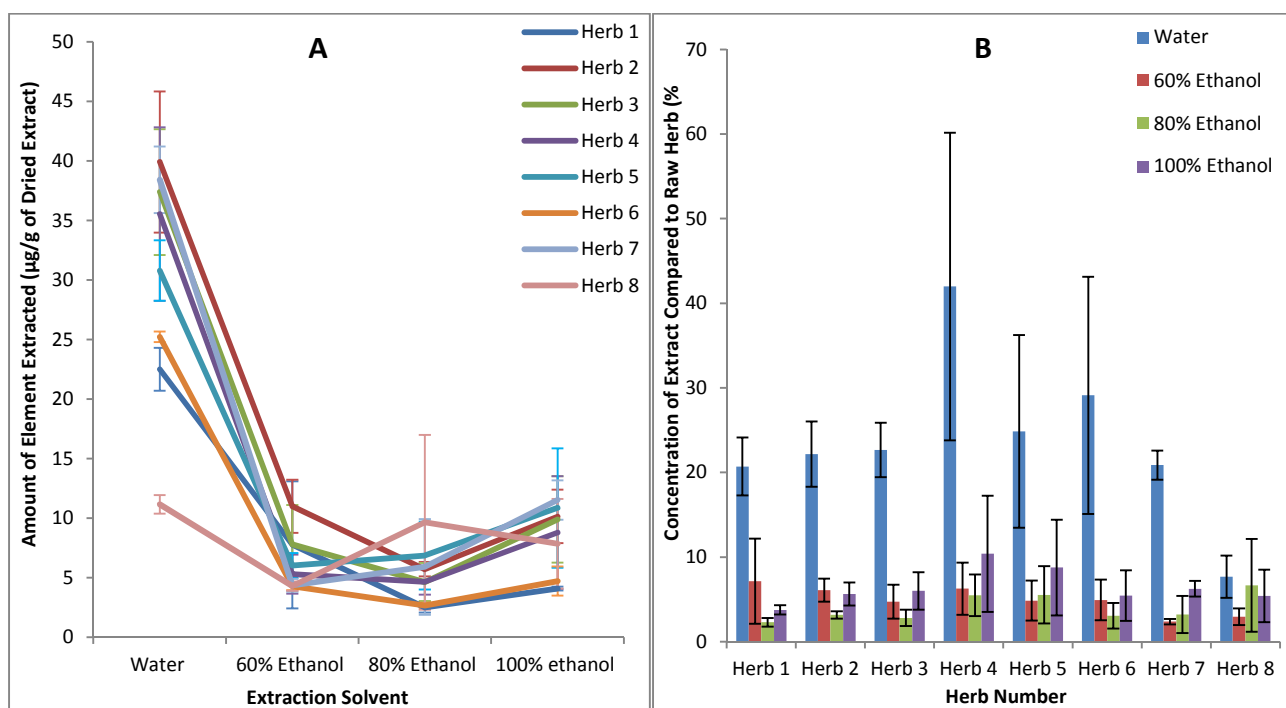 A
Amount of Element Extracted (µg/g of Dried Extract)
50
45
40
35
30
25
20
15
10
5
0
Water 60% Ethanol 80% Ethanol 100% ethanol
Extraction Solvent
Herb 1
Herb 2
Herb 3
Herb 4
Herb 5
Herb 6
Herb 7
Herb 8
B
Concentration of Extract Compared to Raw Herb (%
70
60
50
40
30
20
10
0
Herb 1 Herb 2 Herb 3 Herb 4 Herb 5 Herb 6 Herb 7 Herb 8
Herb Number
Water
60% Ethanol
80% Ethanol
100% Ethanol